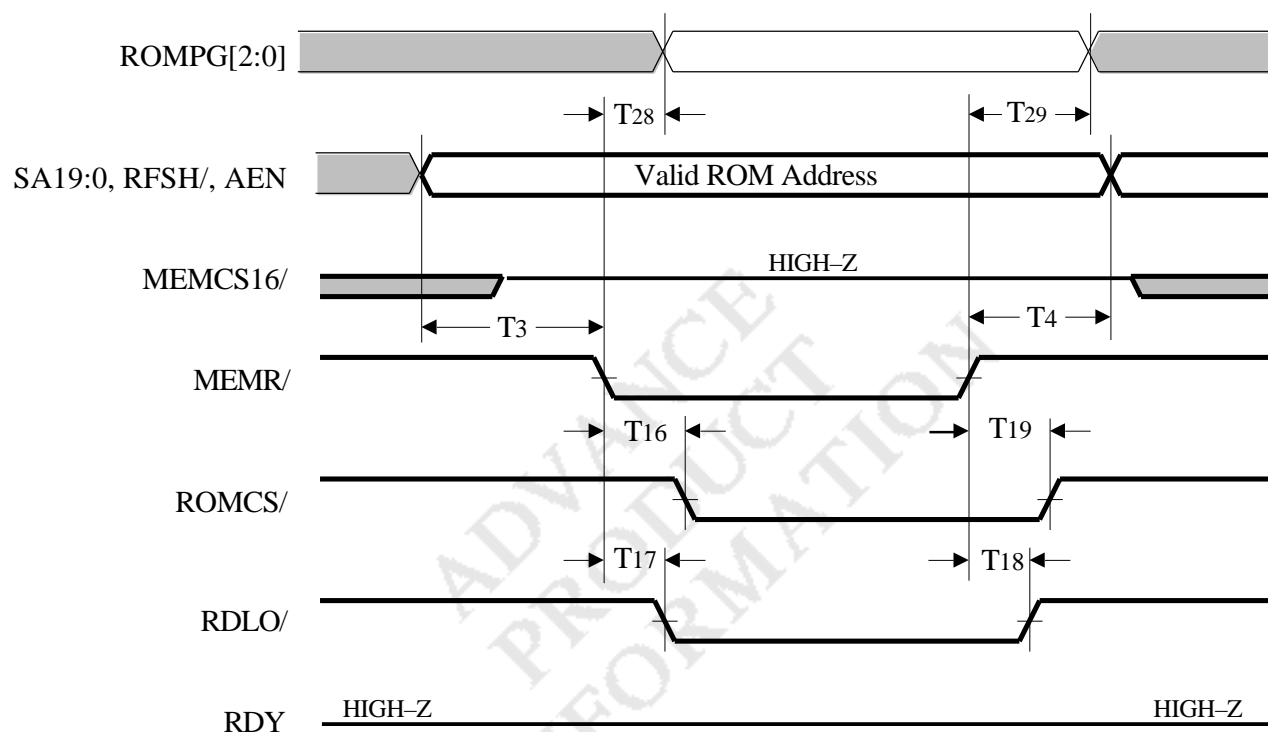 ROMPG[2:0]
T28
T29
SA19:0, RFSH/, AEN
Valid ROM Address
MEMCS16/
HIGH–Z
T3
T4
MEMR/
T16
T19
ROMCS/
T17
T18
RDLO/
RDY
HIGH–Z
HIGH–Z
ADVANCE
PRODUCT
INFORMATION